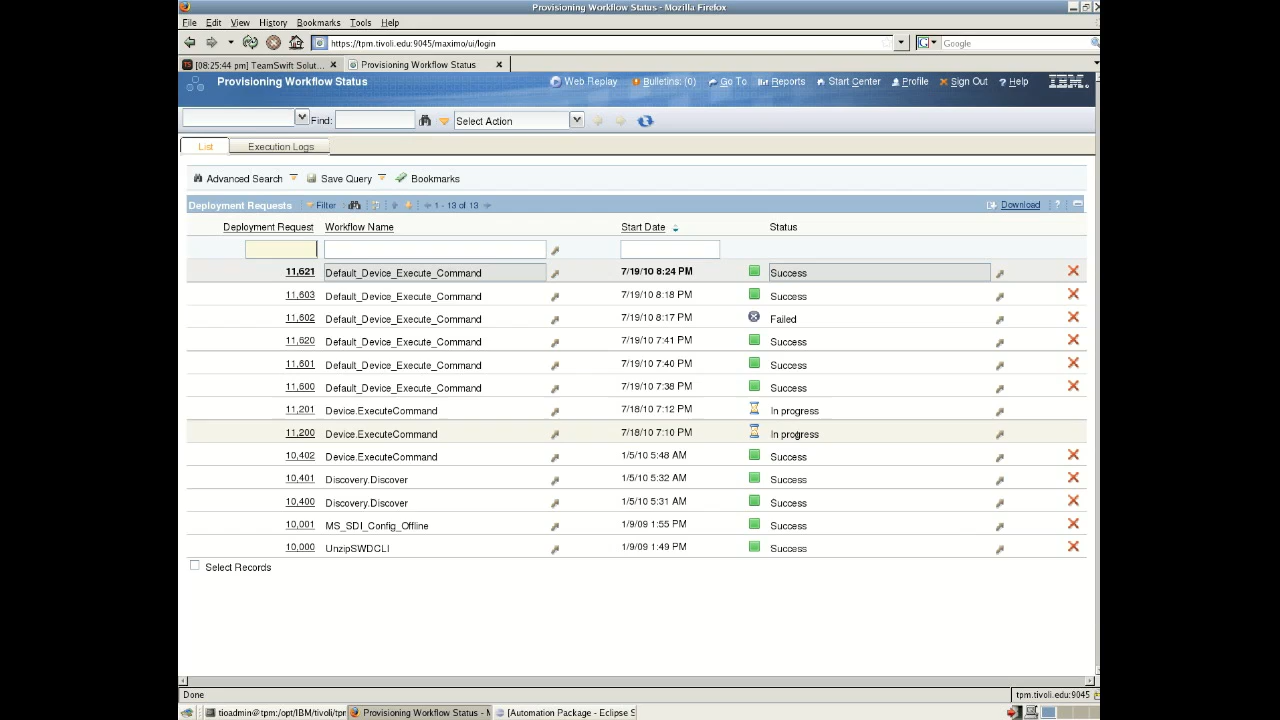 Provisioning Workflow Status - Mozilla Firefox
File Edit View History Bookmarks Tools Help
https://tpm.tivoli.edu:9045/maximo/ui/login Google
[08:25:44 pm] TeamSwift Solut... Provisioning Workflow Status
Provisioning Workflow Status Web Replay Bulletins: (0) Go To Reports Start Center Profile Sign Out ? Help IBM.
Find: Select Action
List Execution Logs
Advanced Search Save Query Bookmarks
Deployment Requests Filter 1 - 13 of 13 Download ?
Deployment Request Workflow Name Start Date Status
11,621 Default_Device_Execute_Command 7/19/10 8:24 PM Success
11,603 Default_Device_Execute_Command 7/19/10 8:18 PM Success
11,602 Default_Device_Execute_Command 7/19/10 8:17 PM Failed
11,620 Default_Device_Execute_Command 7/19/10 7:41 PM Success
11,601 Default_Device_Execute_Command 7/19/10 7:40 PM Success
11,600 Default_Device_Execute_Command 7/19/10 7:38 PM Success
11,201 Device.ExecuteCommand 7/18/10 7:12 PM In progress
11,200 Device.ExecuteCommand 7/18/10 7:10 PM In progress
10,402 Device.ExecuteCommand 1/5/10 5:48 AM Success
10,401 Discovery.Discover 1/5/10 5:32 AM Success
10,400 Discovery.Discover 1/5/10 5:31 AM Success
10,001 MS_SDI_Config_Offline 1/9/09 1:55 PM Success
10,000 UnzipSWDCLI 1/9/09 1:49 PM Success
Select Records
Done tpm.tivoli.edu:9045
tioadmin@tpm:/opt/IBM/tivoli/tpr Provisioning Workflow Status - M [Automation Package - Eclipse S